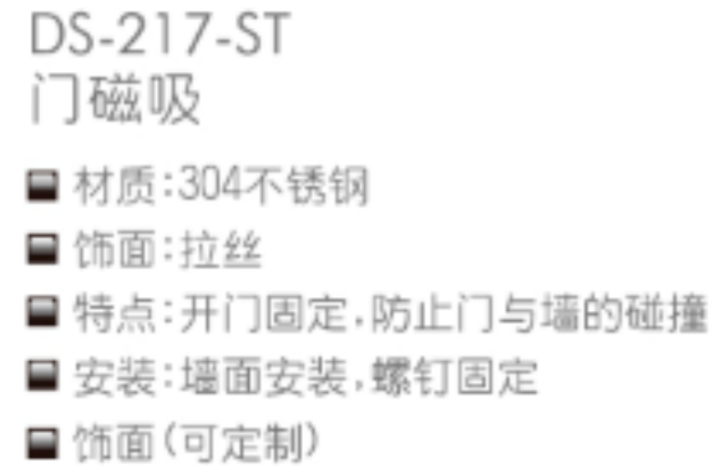 DS-217-ST
门磁吸
材质:304不锈钢
饰面:拉丝
特点:开门固定,防止门与墙的碰撞
安装:墙面安装,螺钉固定
饰面(可定制)